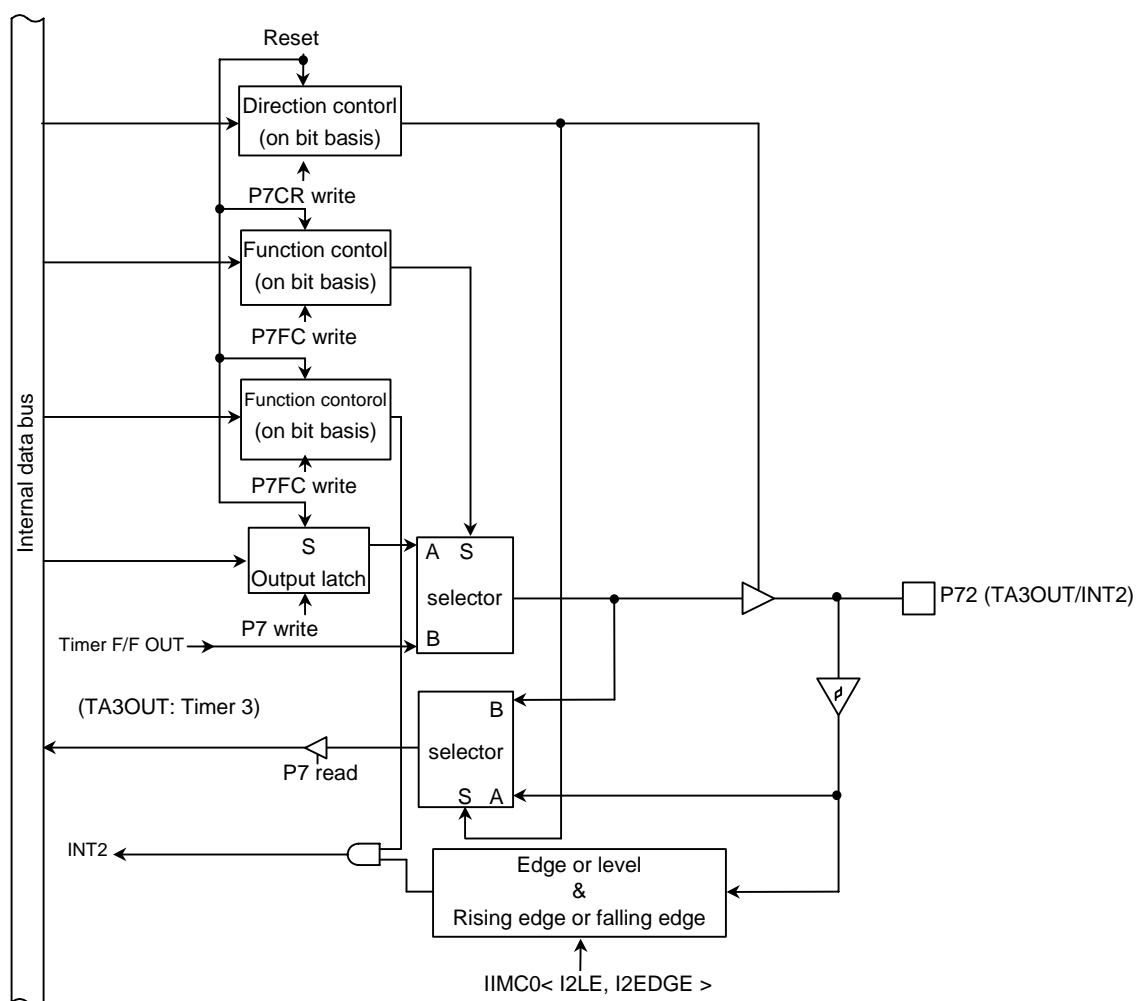 Reset
Direction contorl
(on bit basis)
P7CR write
Function contol
(on bit basis)
P7FC write
Function contorol
(on bit basis)
P7FC write
Internal data bus
S
Output latch
A S
selector
B
P7 write
Timer F/F OUT
P72 (TA3OUT/INT2)
(TA3OUT: Timer 3)
B
selector
S A
P7 read
INT2
Edge or level
&
Rising edge or falling edge
IIMC0< I2LE, I2EDGE >